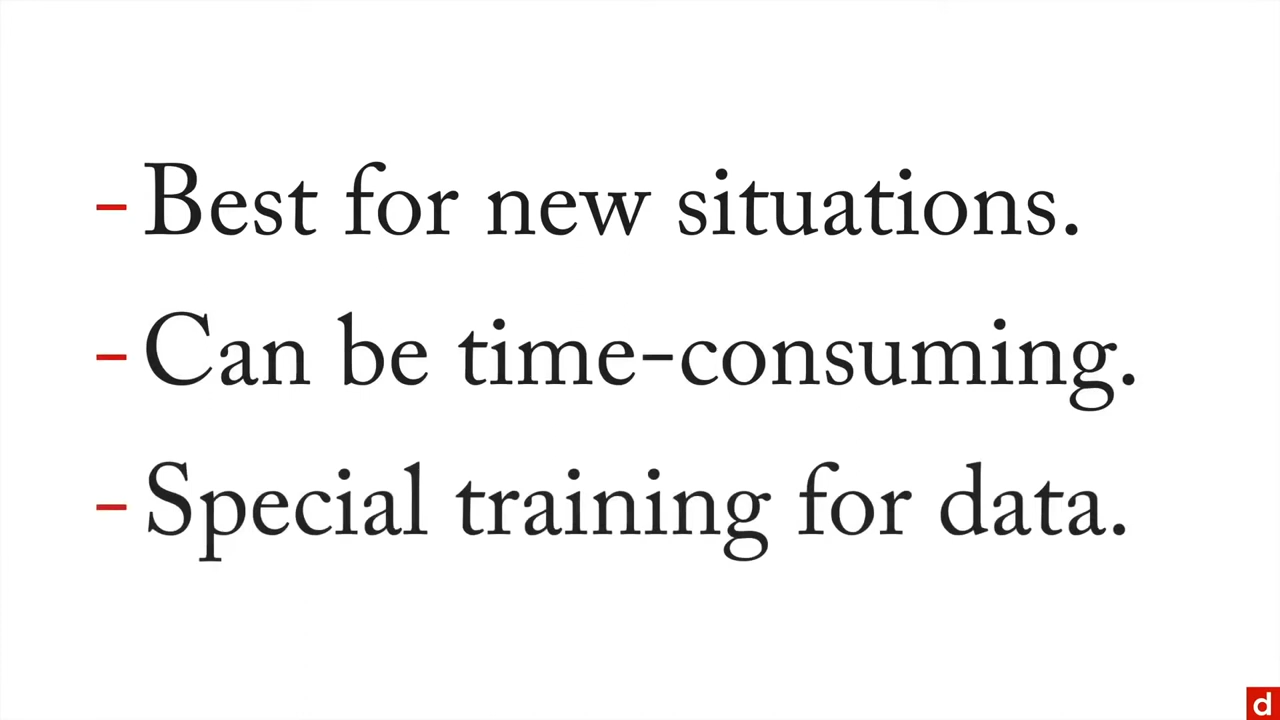 - Best for new situations.
- Can be time-consuming.
- Special training for data.
d